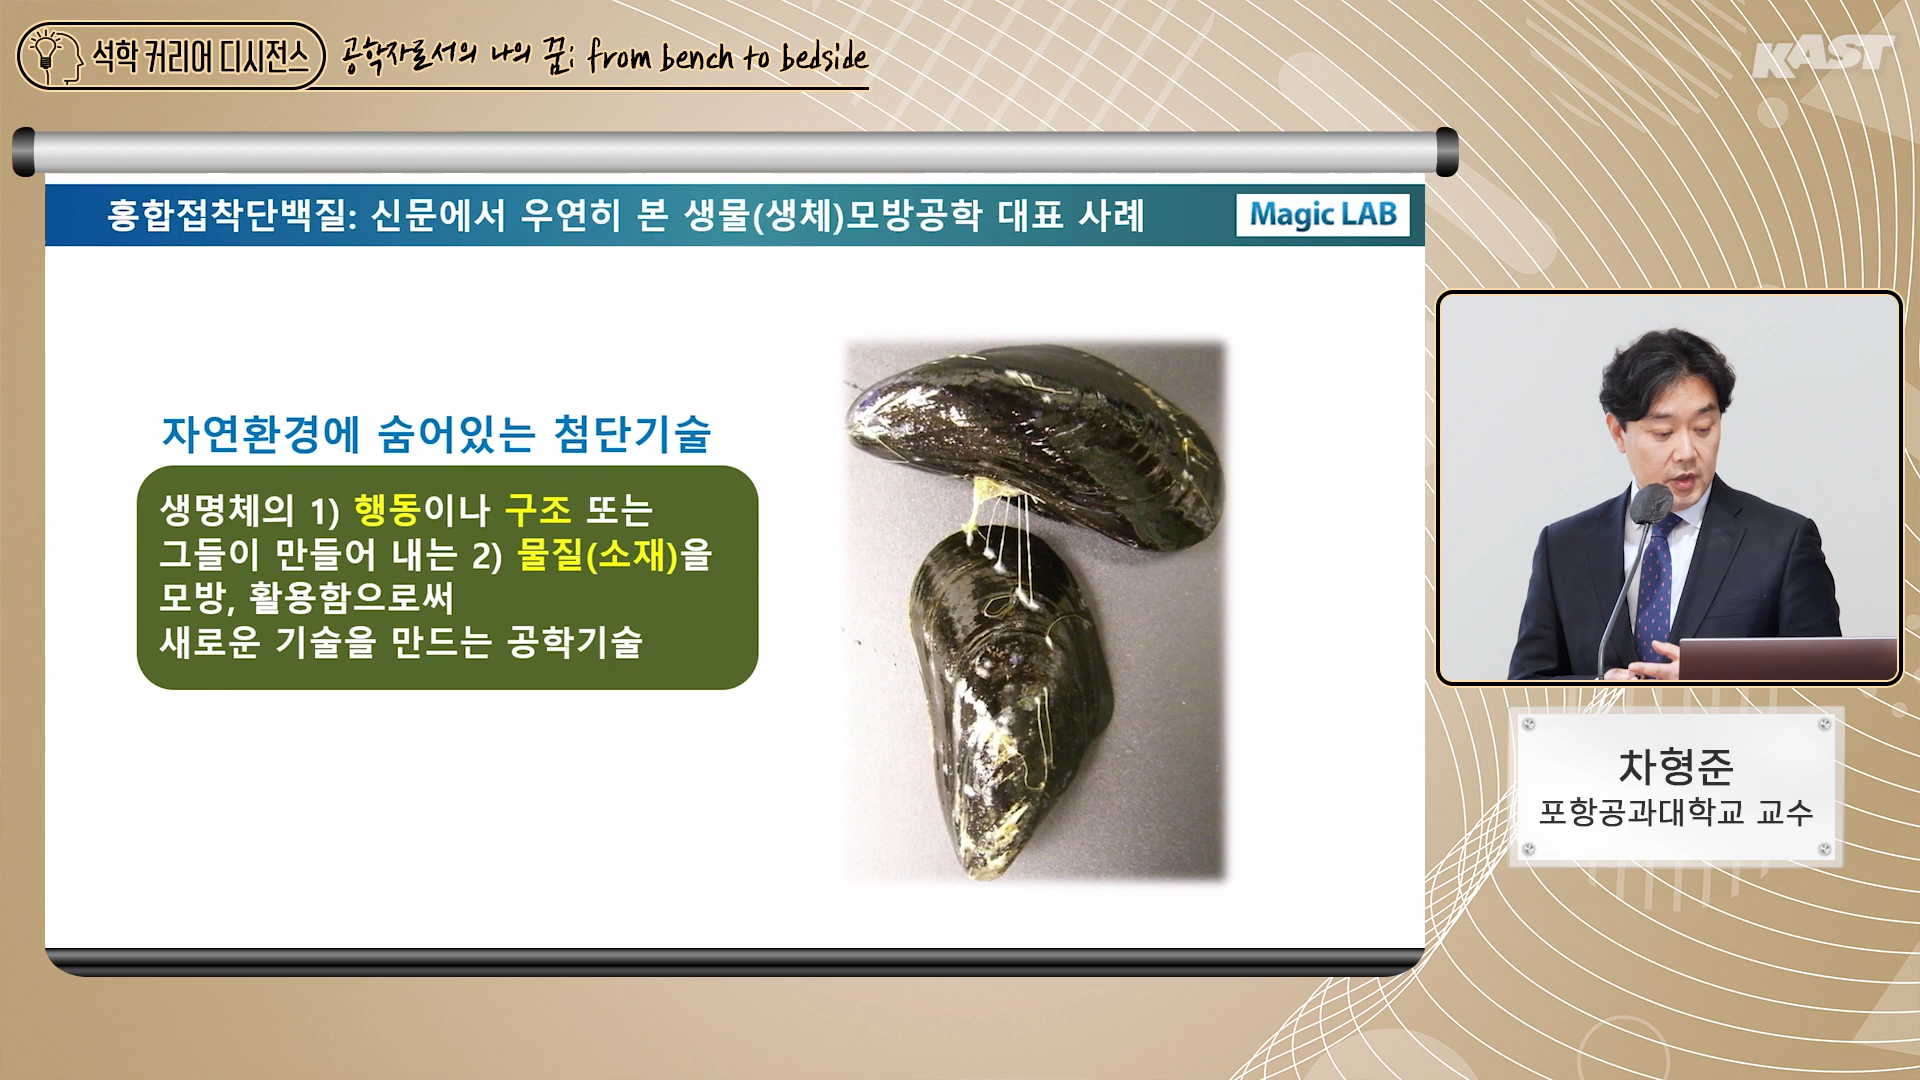 석학 커리어 디시전스
공학자로서의 나의 꿈; from bench to bedside
KAST
홍합접착단백질: 신문에서 우연히 본 생물(생체)모방공학 대표 사례
Magic LAB
자연환경에 숨어있는 첨단기술
생명체의 1) 행동이나 구조 또는
그들이 만들어 내는 2) 물질(소재)을
모방, 활용함으로써
새로운 기술을 만드는 공학기술
차형준
포항공과대학교 교수